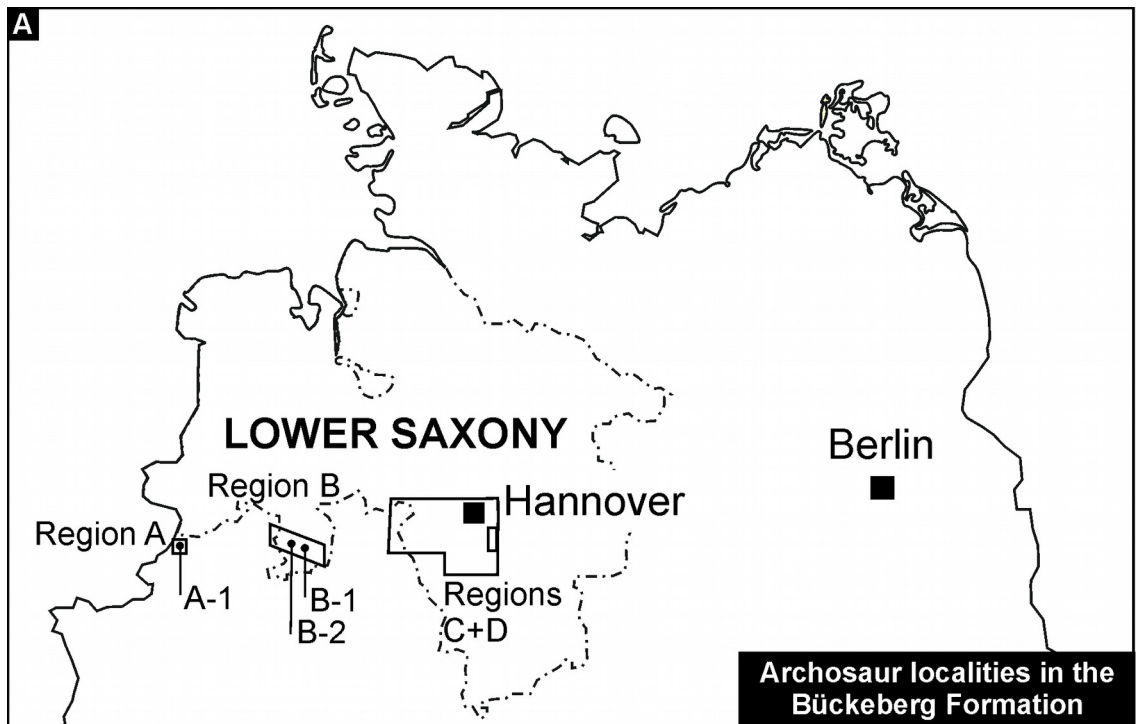 A
LOWER SAXONY
Berlin
Region B
Hannover
Region A
A-1
B-1
B-2
Regions
C+D
Archosaur localities in the
Bückeberg Formation